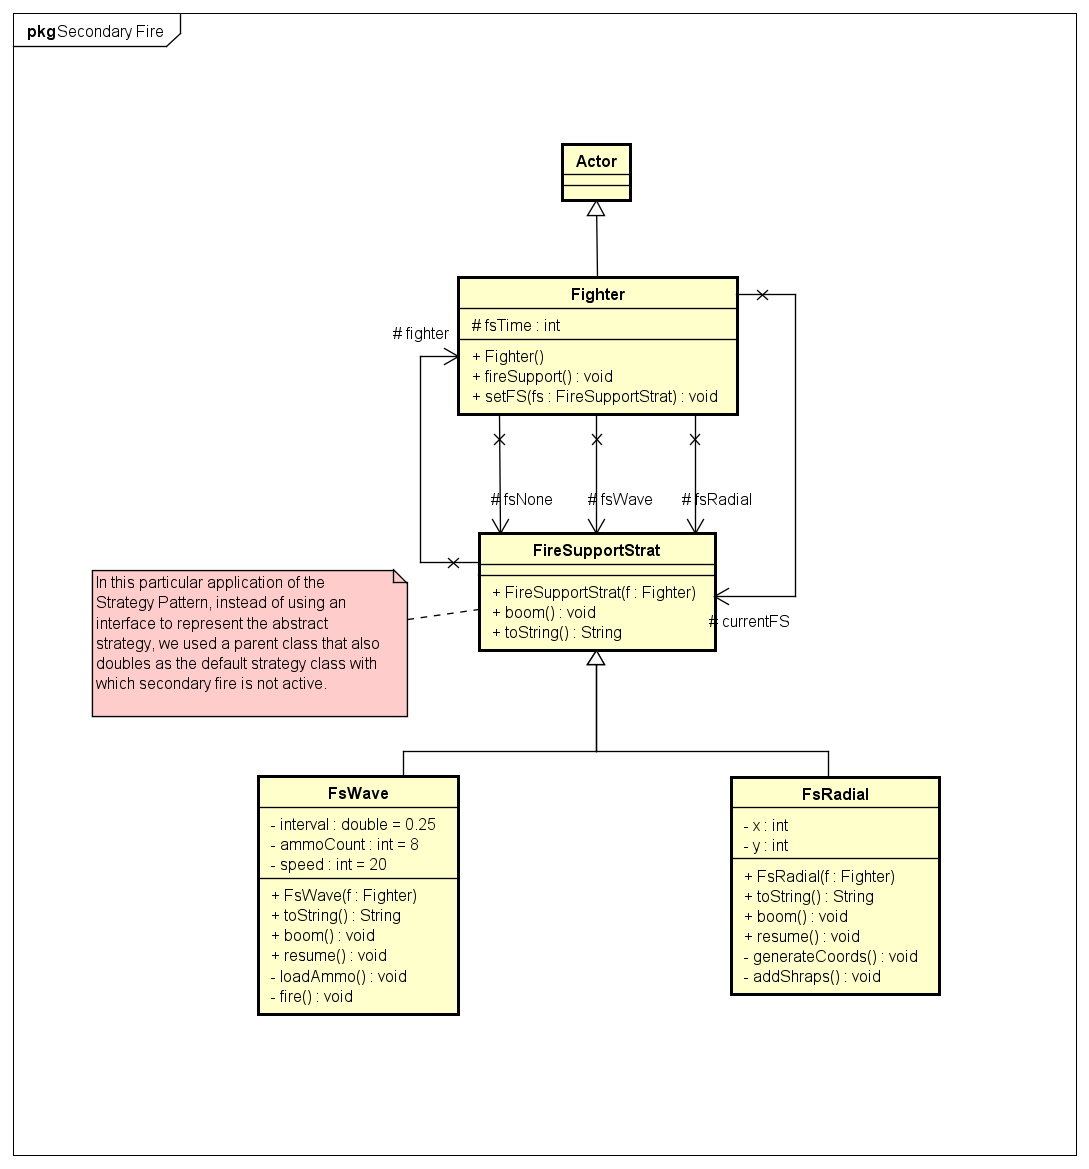 pkg Secondary Fire
Actor
Fighter
# fsTime : int
+ Fighter()
+ fireSupport() : void
+ setFS(fs : FireSupportStrat) : void
# fighter
# fsNone
# fsWave
# fsRadial
FireSupportStrat
+ FireSupportStrat(f : Fighter)
+ boom() : void
+ toString() : String
# currentFS
In this particular application of the
Strategy Pattern, instead of using an
interface to represent the abstract
strategy, we used a parent class that also
doubles as the default strategy class with
which secondary fire is not active.
FsWave
- interval : double = 0.25
- ammoCount : int = 8
- speed : int = 20
+ FsWave(f : Fighter)
+ toString() : String
+ boom() : void
+ resume() : void
- loadAmmo() : void
- fire() : void
FsRadial
- x : int
- y : int
+ FsRadial(f : Fighter)
+ toString() : String
+ boom() : void
+ resume() : void
- generateCoords() : void
- addShraps() : void